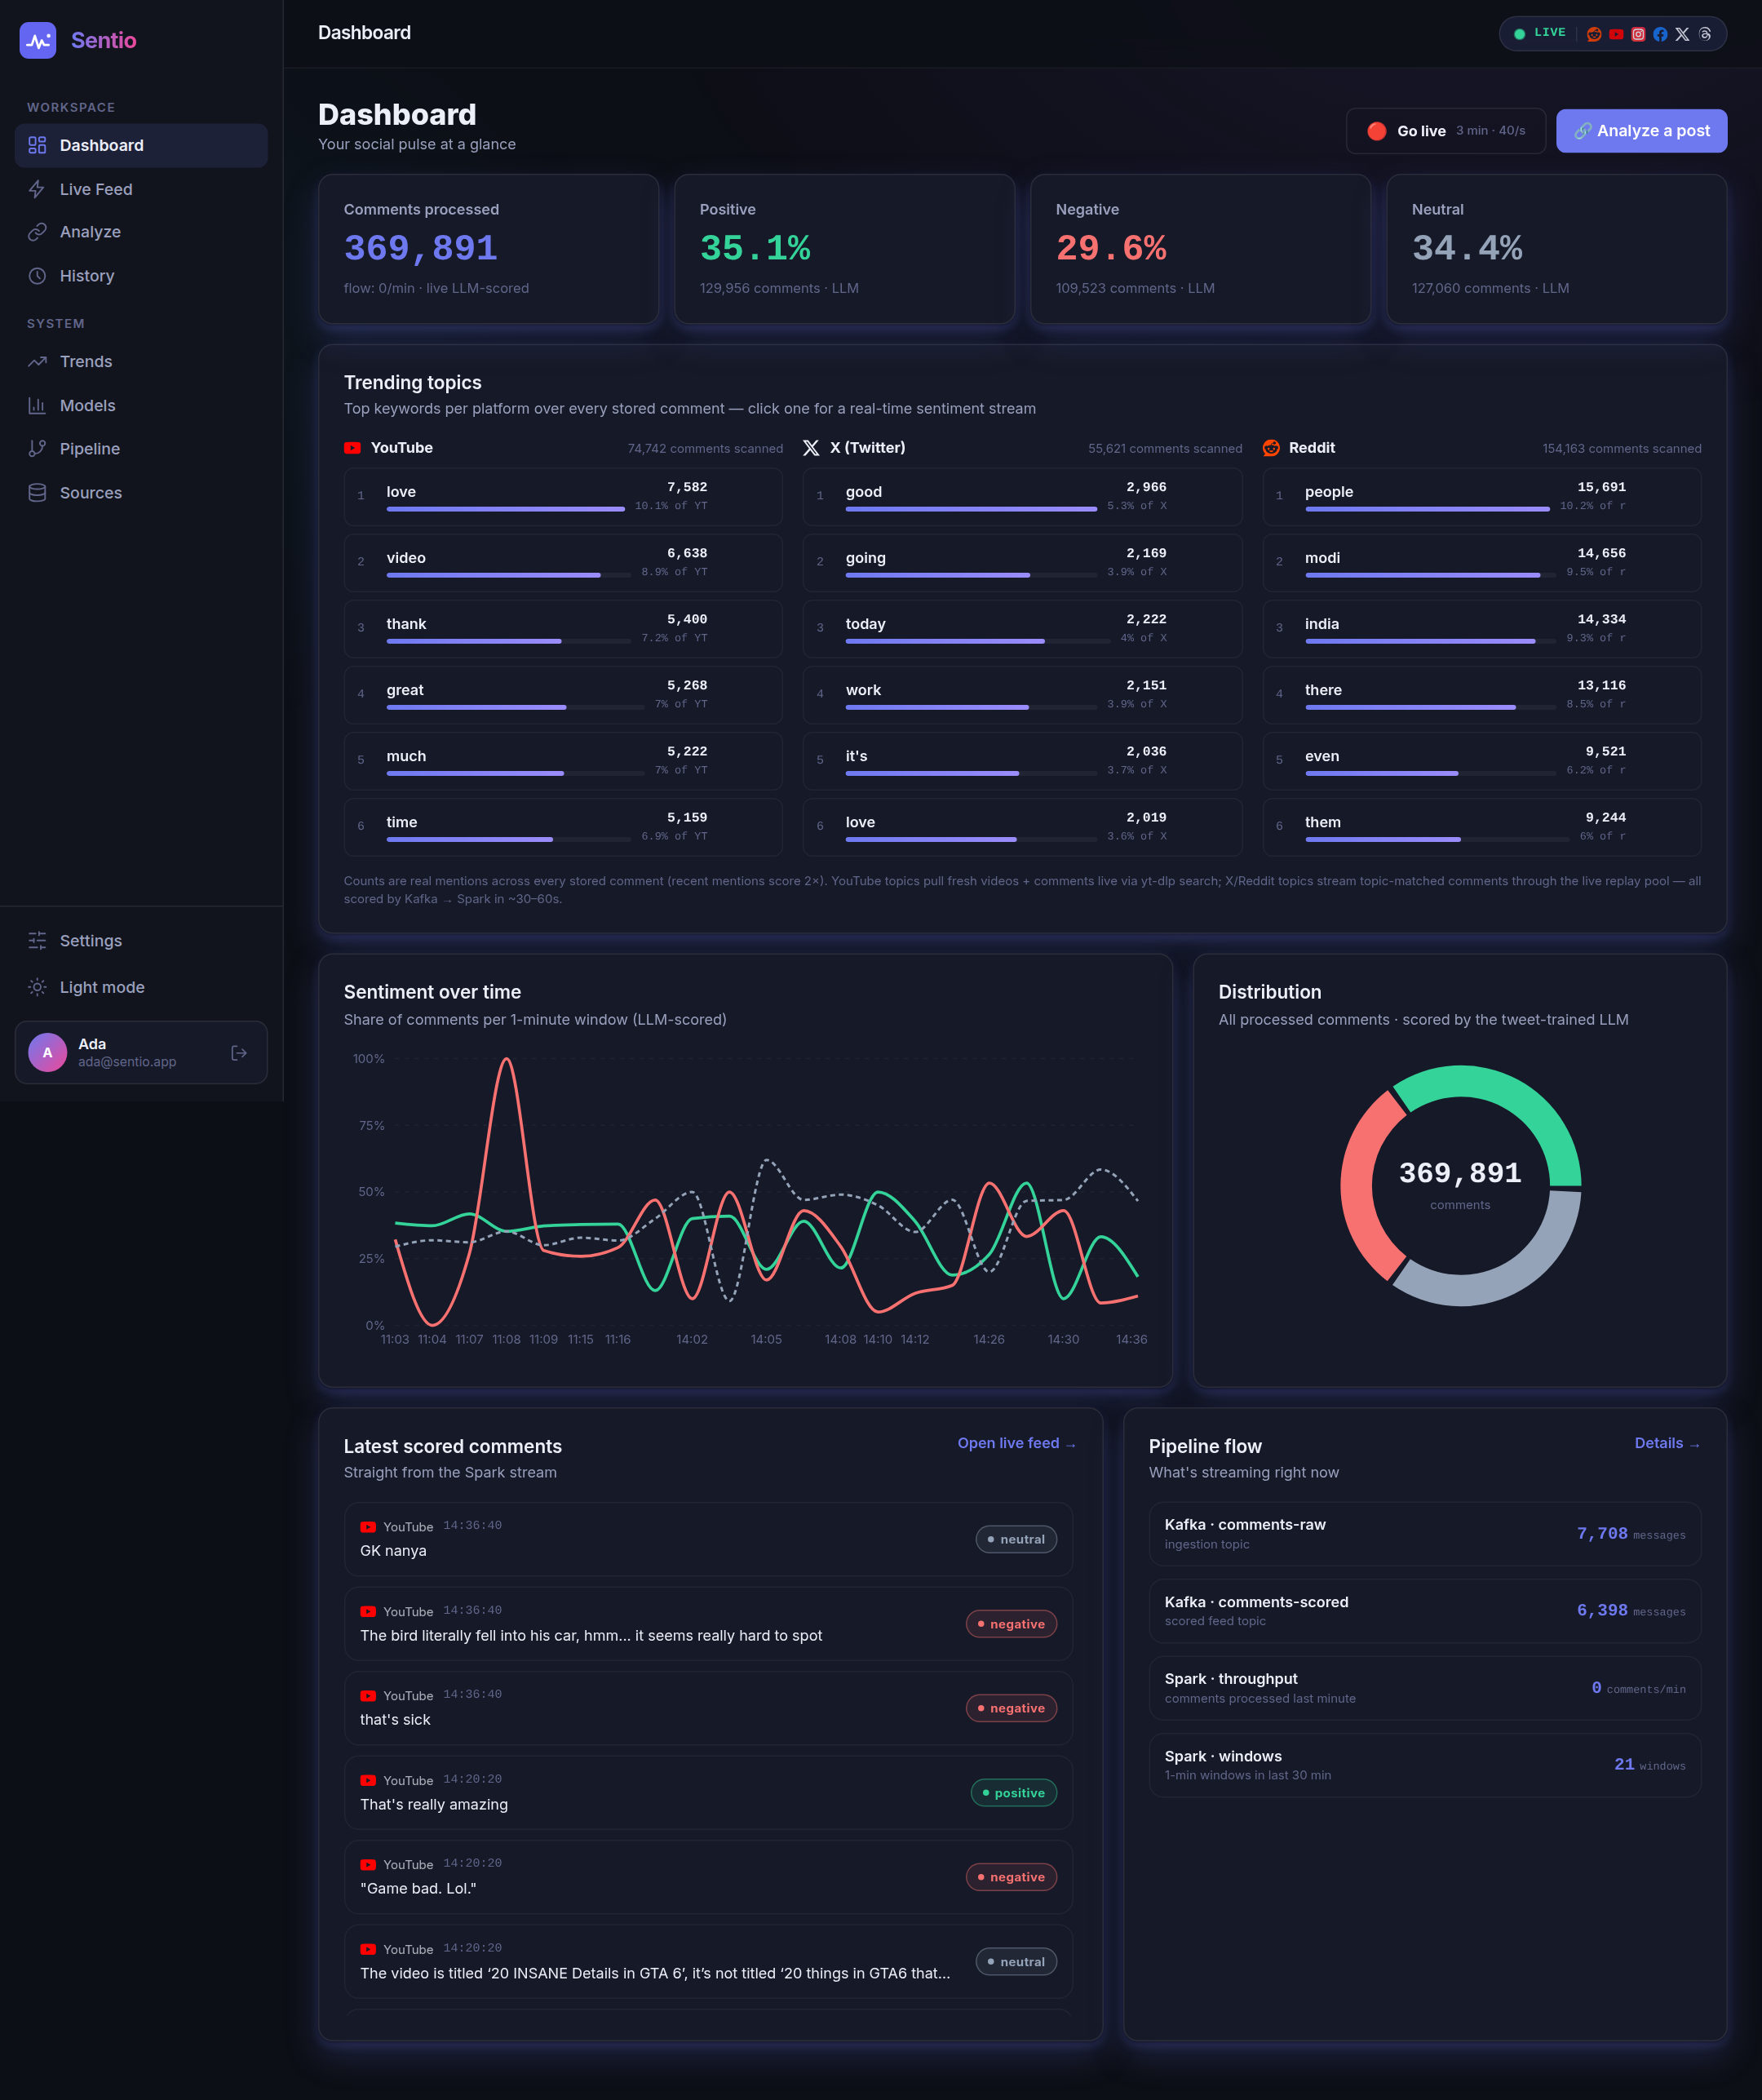 Sentio
WORKSPACE
Dashboard
Live Feed
Analyze
History
SYSTEM
Trends
Models
Pipeline
Sources
Settings
Light mode
A
Ada
ada@sentio.app
Dashboard
LIVE
Dashboard
Your social pulse at a glance
Go live 3 min · 40/s
Analyze a post
Comments processed
369,891
flow: 0/min · live LLM-scored
Positive
35.1%
129,956 comments · LLM
Negative
29.6%
109,523 comments · LLM
Neutral
34.4%
127,060 comments · LLM
Trending topics
Top keywords per platform over every stored comment — click one for a real-time sentiment stream
YouTube 74,742 comments scanned
1 love 7,582
10.1% of YT
2 video 6,638
8.9% of YT
3 thank 5,400
7.2% of YT
4 great 5,268
7% of YT
5 much 5,222
7% of YT
6 time 5,159
6.9% of YT
X (Twitter) 55,621 comments scanned
1 good 2,966
5.3% of X
2 going 2,169
3.9% of X
3 today 2,222
4% of X
4 work 2,151
3.9% of X
5 it's 2,036
3.7% of X
6 love 2,019
3.6% of X
Reddit 154,163 comments scanned
1 people 15,691
10.2% of r
2 modi 14,656
9.5% of r
3 india 14,334
9.3% of r
4 there 13,116
8.5% of r
5 even 9,521
6.2% of r
6 them 9,244
6% of r
Counts are real mentions across every stored comment (recent mentions score 2×). YouTube topics pull fresh videos + comments live via yt-dlp search; X/Reddit topics stream topic-matched comments through the live replay pool — all
scored by Kafka → Spark in ~30–60s.
Sentiment over time
Share of comments per 1-minute window (LLM-scored)
100%
75%
50%
25%
0%
11:03 11:04 11:07 11:08 11:09 11:15 11:16 14:02 14:05 14:08 14:10 14:12 14:26 14:30 14:36
Distribution
All processed comments · scored by the tweet-trained LLM
369,891
comments
Latest scored comments
Open live feed →
Straight from the Spark stream
YouTube 14:36:40
GK nanya
neutral
YouTube 14:36:40
The bird literally fell into his car, hmm... it seems really hard to spot
negative
YouTube 14:36:40
that's sick
negative
YouTube 14:20:20
That's really amazing
positive
YouTube 14:20:20
"Game bad. Lol."
negative
YouTube 14:20:20
The video is titled ‘20 INSANE Details in GTA 6’, it’s not titled ‘20 things in GTA6 that...
neutral
Pipeline flow
Details →
What's streaming right now
Kafka · comments-raw
ingestion topic
7,708 messages
Kafka · comments-scored
scored feed topic
6,398 messages
Spark · throughput
comments processed last minute
0 comments/min
Spark · windows
1-min windows in last 30 min
21 windows